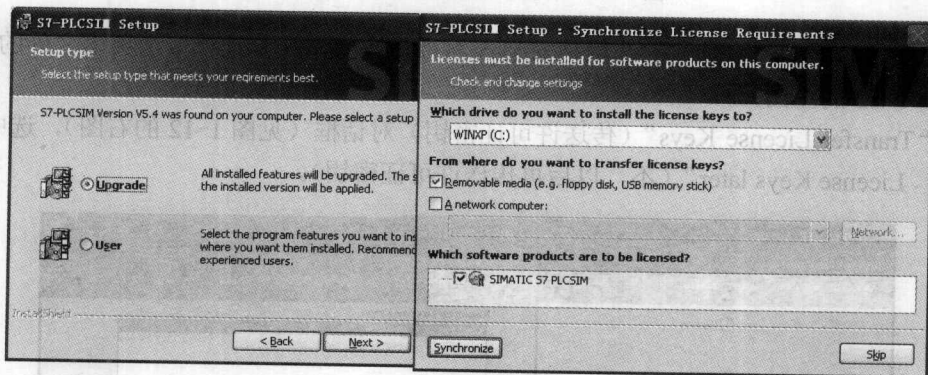 S7-PLCSIM Setup
Setup type
Select the setup type that meets your reqirements best.
S7-PLCSIM Version V5.4 was found on your computer. Please select a setup
Upgrade
All installed features will be upgraded. The s
the installed version will be applied.
User
Select the program features you want to ins
where you want them installed. Recommend
experienced users.
InstallShield
< Back
Next >
S7-PLCSIM Setup : Synchronize License Requirements
Licenses must be installed for software products on this computer.
Check and change settings
Which drive do you want to install the license keys to?
WINXP (C:)
From where do you want to transfer license keys?
Removable media (e.g. floppy disk, USB memory stick)
A network computer:
Network...
Which software products are to be licensed?
SIMATIC S7 PLCSIM
Synchronize
Skip
"Transfer License Keys"
License Keys later